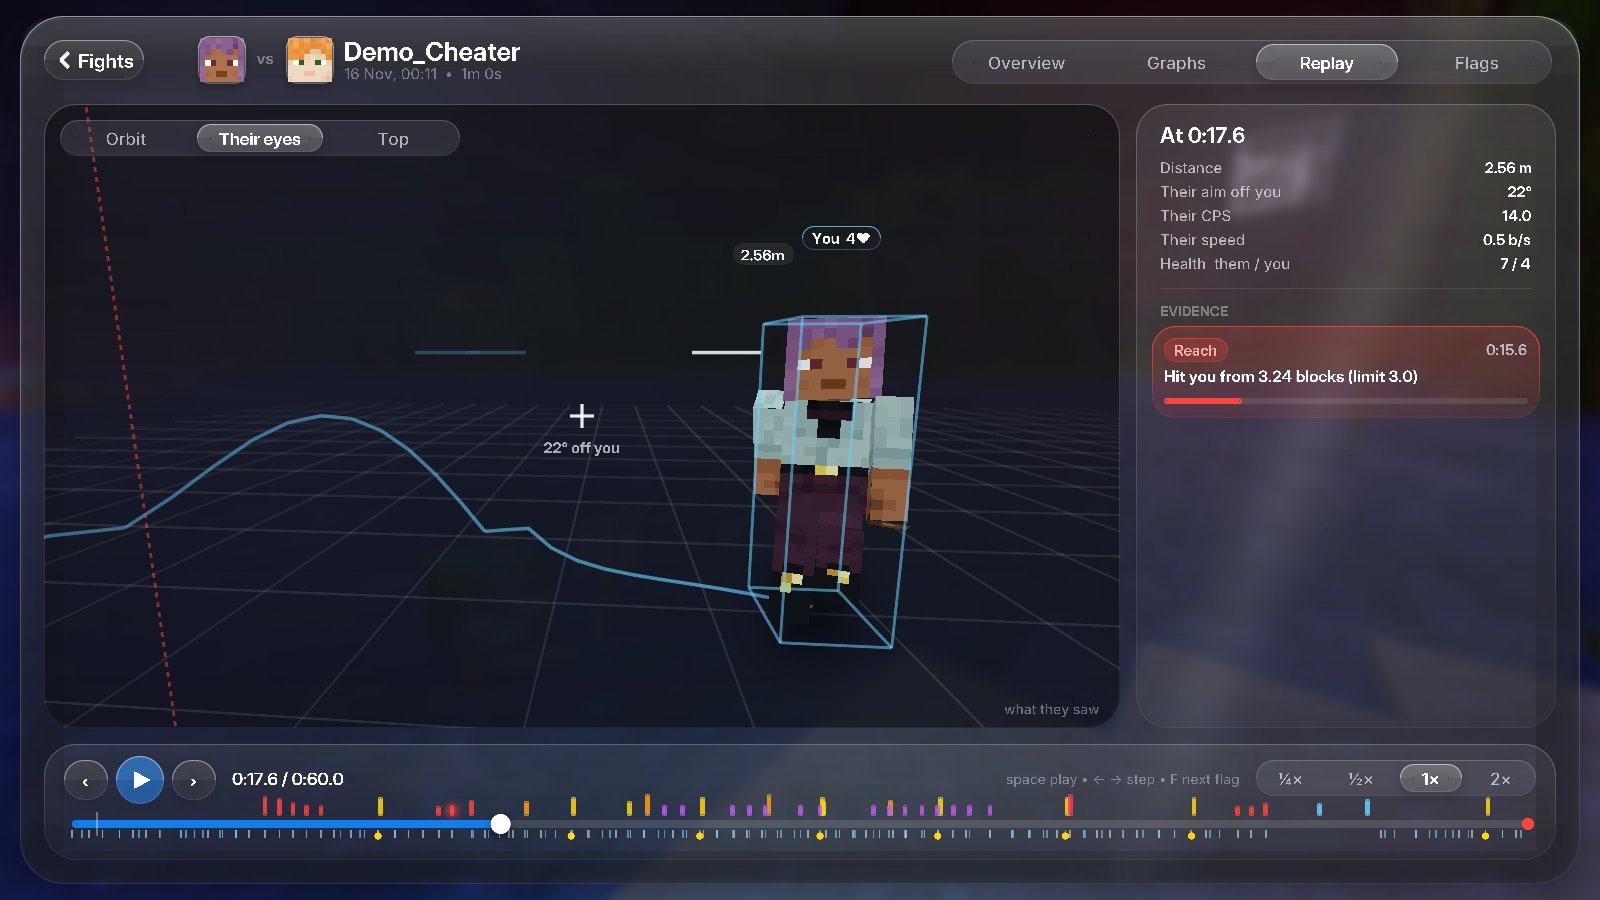 Fights
vs
Demo_Cheater
16 Nov, 00:11 • 1m 0s
Overview
Graphs
Replay
Flags
Orbit
Their eyes
Top
You 4♥
2.56m
22° off you
what they saw
At 0:17.6
Distance 2.56 m
Their aim off you 22°
Their CPS 14.0
Their speed 0.5 b/s
Health them / you 7 / 4
EVIDENCE
Reach 0:15.6
Hit you from 3.24 blocks (limit 3.0)
0:17.6 / 0:60.0
space play • ← → step • F next flag
¼×
½×
1×
2×